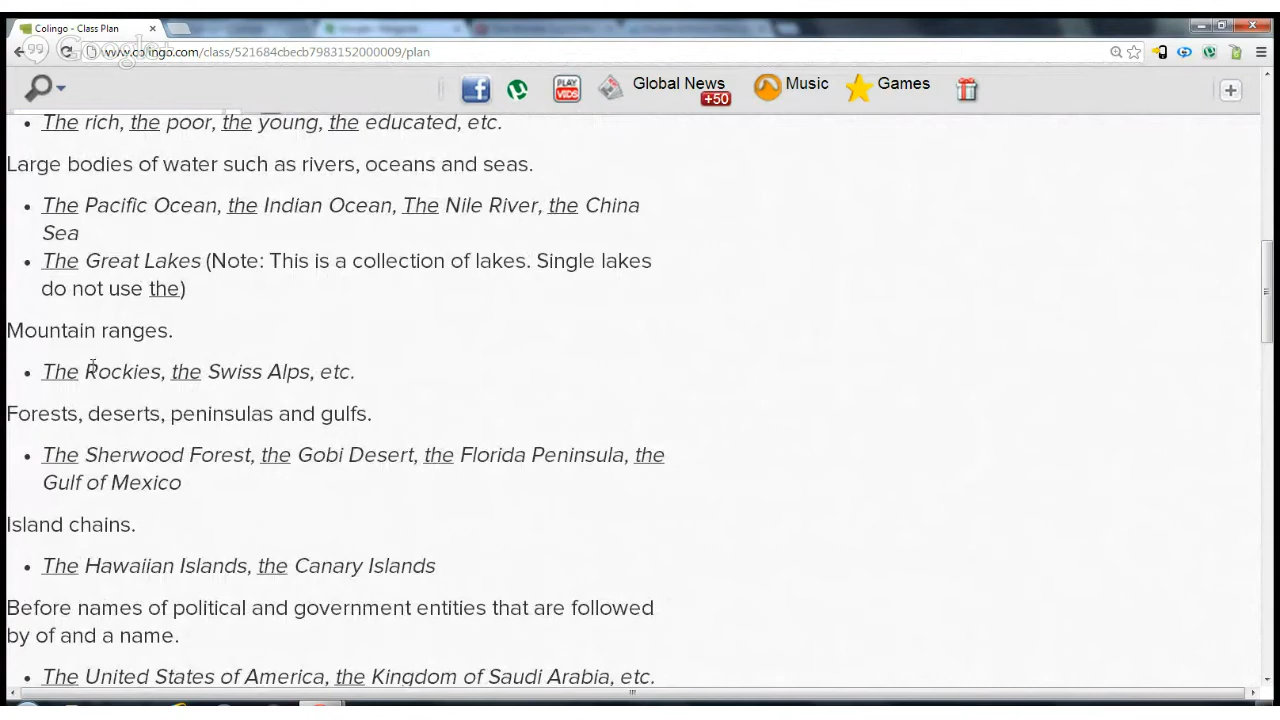 Colingo - Class Plan
Google+
www.colingo.com/class/521684cbecb7983152000009/plan
PLAY VIDS Global News +50 Music Games
The rich, the poor, the young, the educated, etc.
Large bodies of water such as rivers, oceans and seas.
The Pacific Ocean, the Indian Ocean, The Nile River, the China
Sea
The Great Lakes (Note: This is a collection of lakes. Single lakes
do not use the)
Mountain ranges.
The Rockies, the Swiss Alps, etc.
Forests, deserts, peninsulas and gulfs.
The Sherwood Forest, the Gobi Desert, the Florida Peninsula, the
Gulf of Mexico
Island chains.
The Hawaiian Islands, the Canary Islands
Before names of political and government entities that are followed
by of and a name.
The United States of America, the Kingdom of Saudi Arabia, etc.